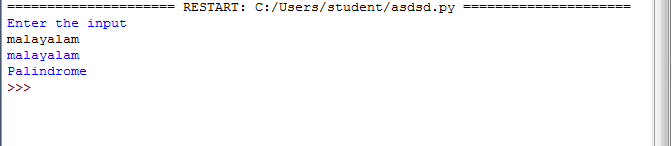 ===================== RESTART: C:/Users/student/asdsd.py =====================
Enter the input
malayalam
malayalam
Palindrome
>>>